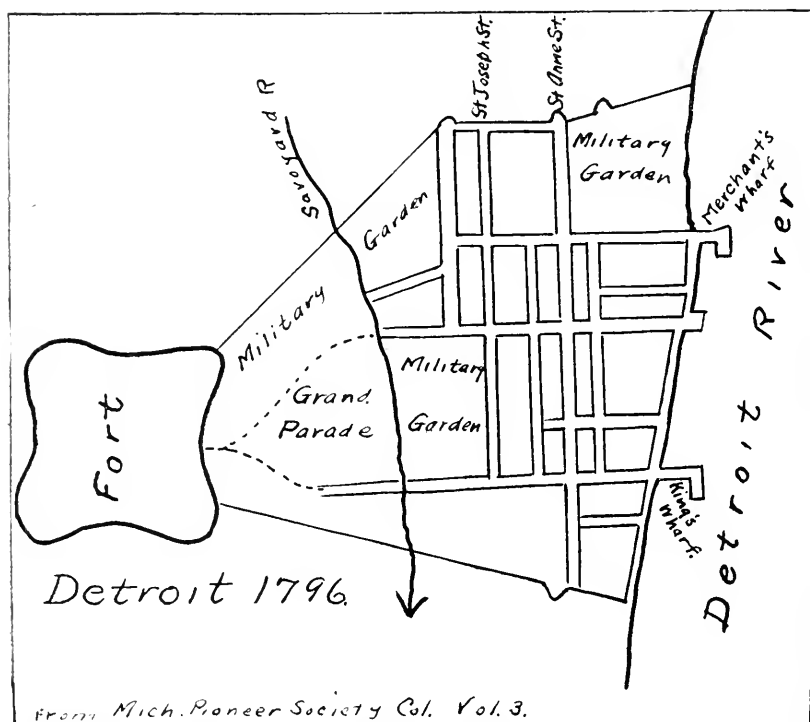 St Joseph St.
St Anne St.
Savoyard R
Military
Garden
Merchant's
Wharf
Garden
Military
Fort
Military
Garden
Grand
Parade
King's
Wharf.
Detroit River
Detroit 1796.
From Mich. Pioneer Society Col. Vol. 3.